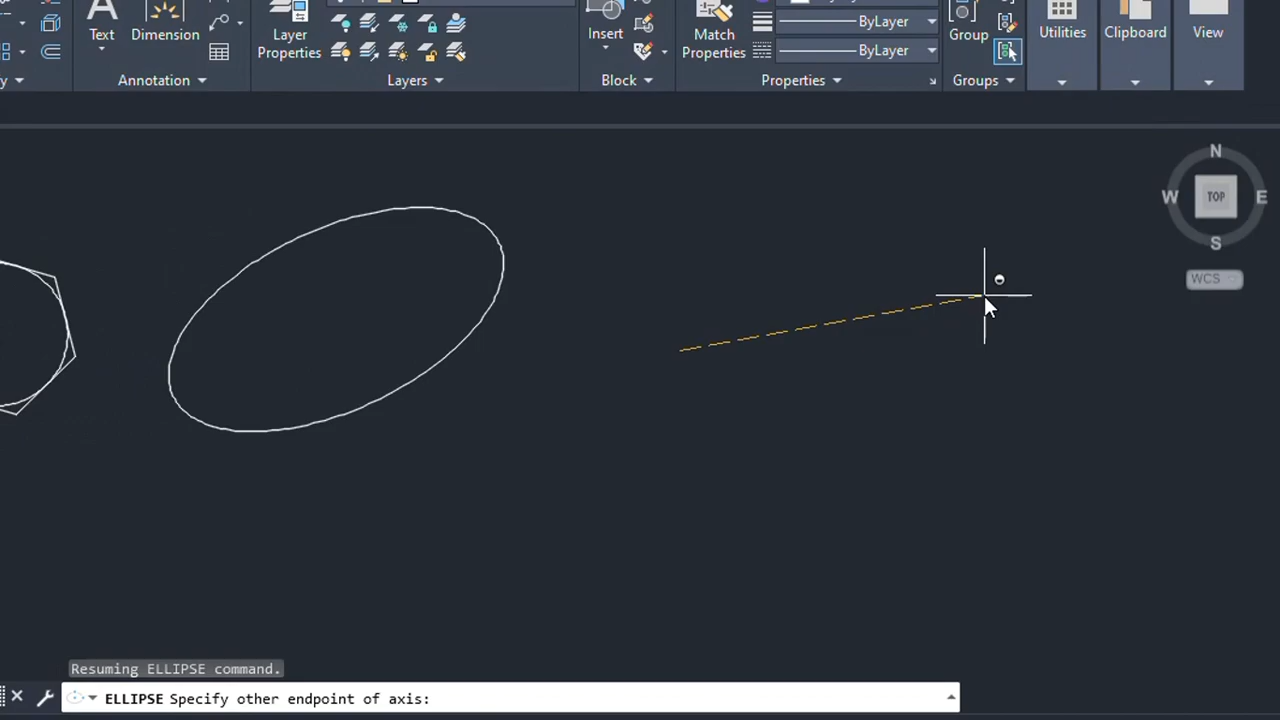 Text
Dimension
Annotation
Layer
Properties
Layers
Insert
Block
Match
Properties
ByLayer
ByLayer
Properties
Group
Groups
Utilities
Clipboard
View
y
N
W TOP E
S
WCS
Resuming ELLIPSE command.
ELLIPSE Specify other endpoint of axis: